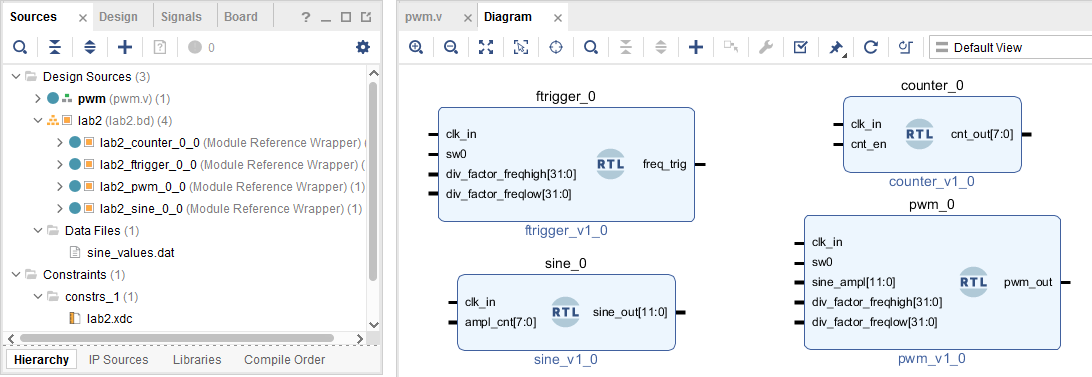 Sources Design Signals Board ?
0
Design Sources (3)
pwm (pwm.v) (1)
lab2 (lab2.bd) (4)
lab2_counter_0_0 (Module Reference Wrapper) (
lab2_ftrigger_0_0 (Module Reference Wrapper) (
lab2_pwm_0_0 (Module Reference Wrapper) (1)
lab2_sine_0_0 (Module Reference Wrapper) (1)
Data Files (1)
sine_values.dat
Constraints (1)
constrs_1 (1)
lab2.xdc
Hierarchy IP Sources Libraries Compile Order
pwm.v Diagram
Default View
ftrigger_0
clk_in
sw0
div_factor_freqhigh[31:0]
div_factor_freqlow[31:0]
RTL
freq_trig
ftrigger_v1_0
counter_0
clk_in
cnt_en
RTL
cnt_out[7:0]
counter_v1_0
sine_0
clk_in
ampl_cnt[7:0]
RTL
sine_out[11:0]
sine_v1_0
pwm_0
clk_in
sw0
sine_ampl[11:0]
div_factor_freqhigh[31:0]
div_factor_freqlow[31:0]
RTL
pwm_out
pwm_v1_0